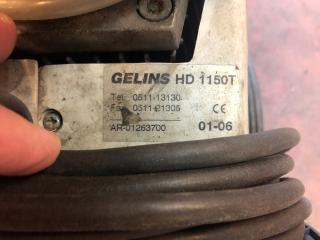 GELINS HD 1150T
Tel. 0511-13130
Fax 0511-21305
CE
AR-01263700 01-06